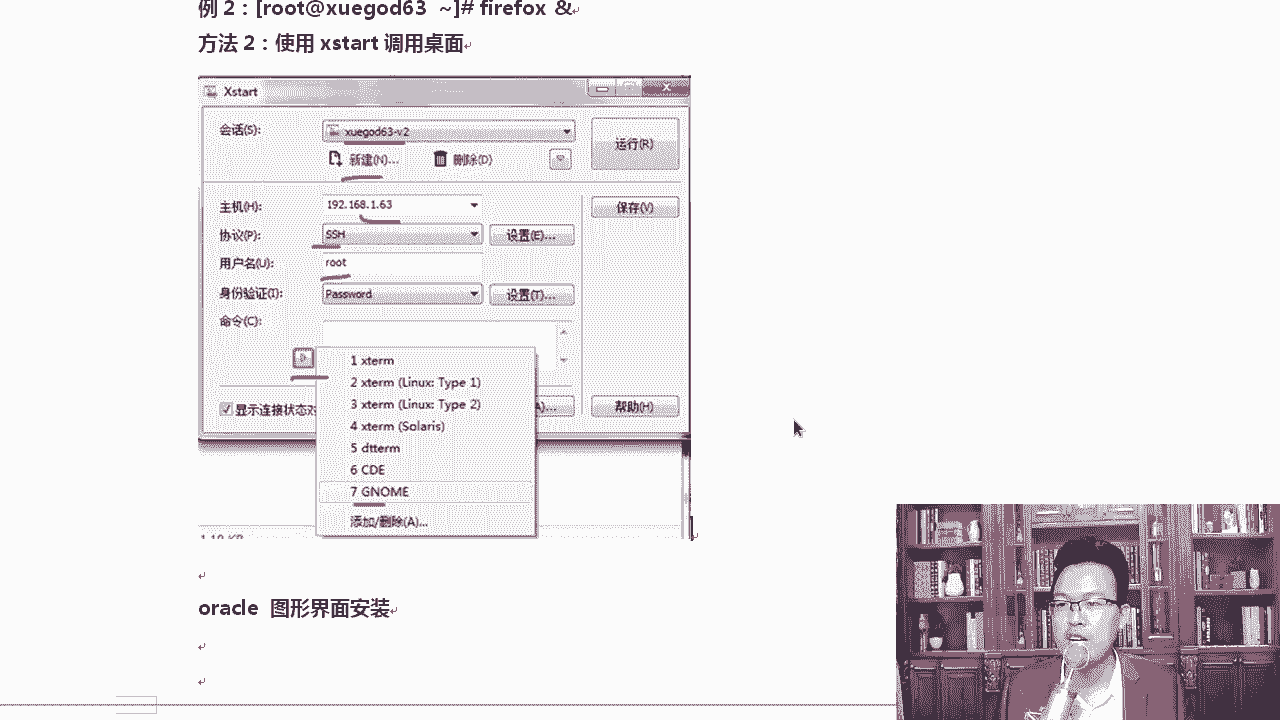 例 2：[root@xuegod63 ~]# firefox &
方法 2：使用 xstart 调用桌面
Xstart
会话(S):
xuegod63-v2
运行(R)
新建(N)...
删除(D)
主机(H):
192.168.1.63
保存(V)
协议(P):
SSH
设置(E)...
用户名(U):
root
身份验证(T):
Password
设置(T)...
命令(C):
1 xterm
2 xterm (Linux: Type 1)
3 xterm (Linux: Type 2)
显示连接状态对
A)...
帮助(H)
4 xterm (Solaris)
5 dtterm
6 CDE
7 GNOME
添加/删除(A)...
oracle 图形界面安装